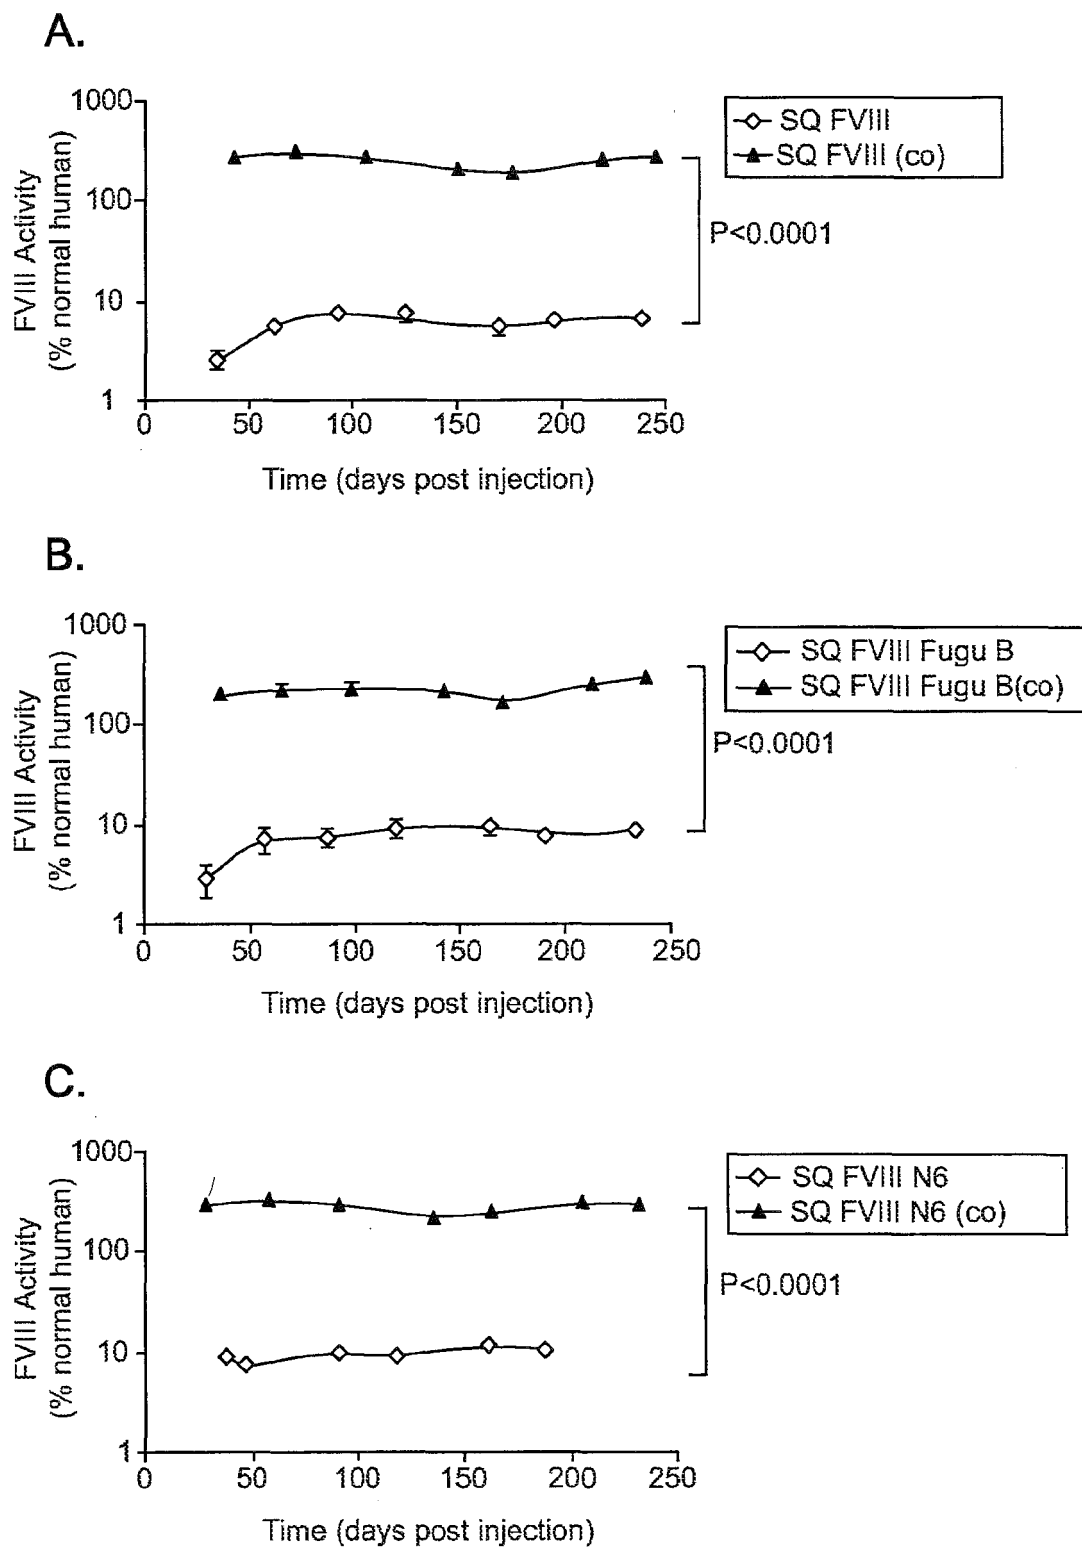 A.
1000
100
10
1
FVIII Activity
(% normal human)
0 50 100 150 200 250
Time (days post injection)
SQ FVIII
SQ FVIII (co)
P<0.0001
B.
1000
100
10
1
FVIII Activity
(% normal human)
0 50 100 150 200 250
Time (days post injection)
SQ FVIII Fugu B
SQ FVIII Fugu B(co)
P<0.0001
C.
1000
100
10
1
FVIII Activity
(% normal human)
0 50 100 150 200 250
Time (days post injection)
SQ FVIII N6
SQ FVIII N6 (co)
P<0.0001